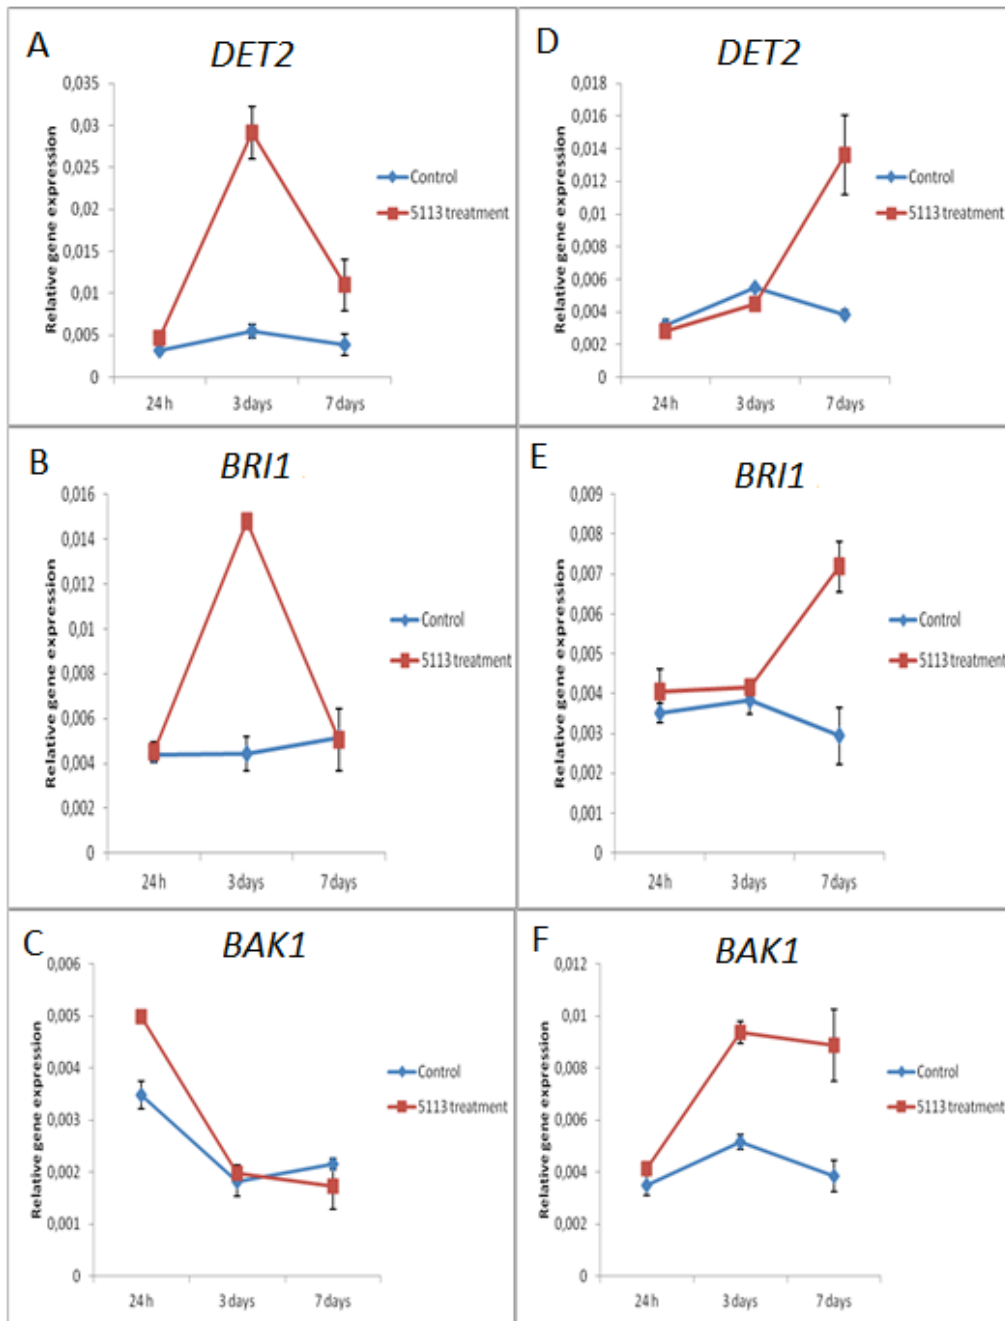 A
DET2
Relative gene expression
0,035
0,03
0,025
0,02
0,015
0,01
0,005
0
24 h
3 days
7 days
Control
5113 treatment
D
DET2
Relative gene expression
0,018
0,016
0,014
0,012
0,01
0,008
0,006
0,004
0,002
0
24 h
3 days
7 days
Control
5113 treatment
B
BRI1
Relative gene expression
0,016
0,014
0,012
0,01
0,008
0,006
0,004
0,002
0
24 h
3 days
7 days
Control
5113 treatment
E
BRI1
Relative gene expression
0,009
0,008
0,007
0,006
0,005
0,004
0,003
0,002
0,001
0
24 h
3 days
7 days
Control
5113 treatment
C
BAK1
Relative gene expression
0,006
0,005
0,004
0,003
0,002
0,001
0
24 h
3 days
7 days
Control
5113 treatment
F
BAK1
Relative gene expression
0,012
0,01
0,008
0,006
0,004
0,002
0
24 h
3 days
7 days
Control
5113 treatment